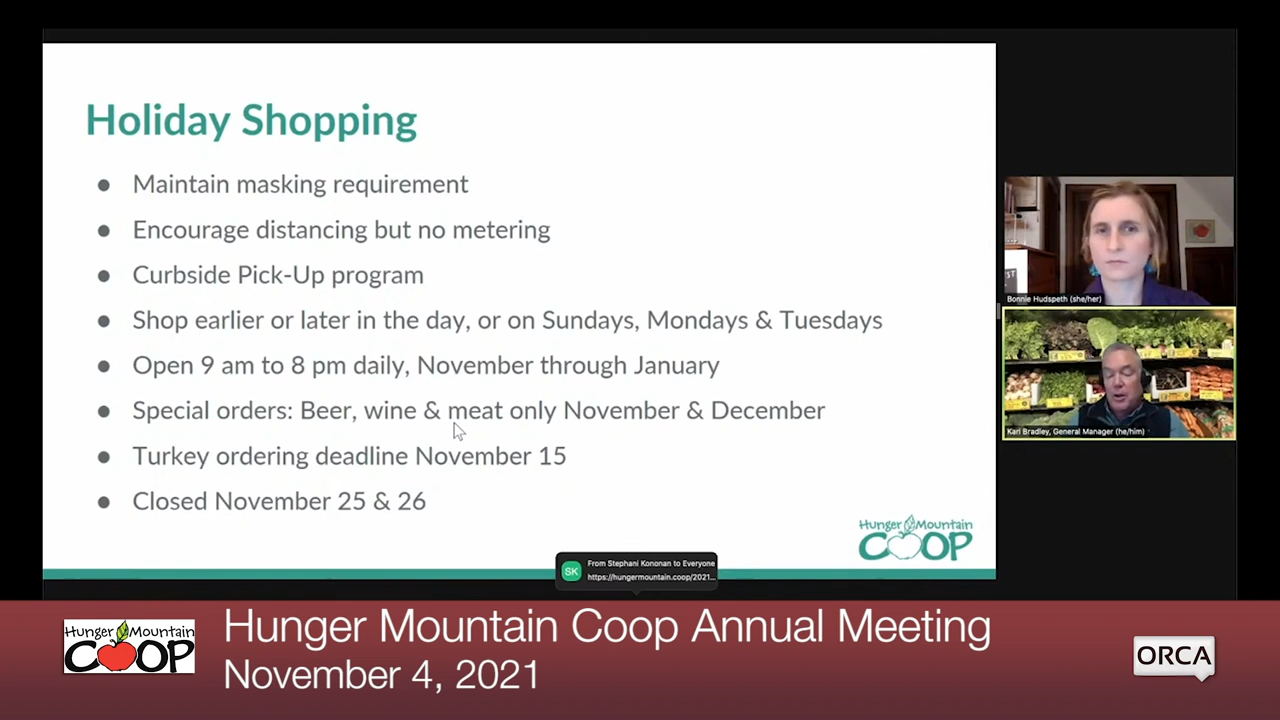 Holiday Shopping
● Maintain masking requirement
● Encourage distancing but no metering
● Curbside Pick-Up program
● Shop earlier or later in the day, or on Sundays, Mondays & Tuesdays
● Open 9 am to 8 pm daily, November through January
● Special orders: Beer, wine & meat only November & December
● Turkey ordering deadline November 15
● Closed November 25 & 26
Hunger Mountain
COOP
Bonnie Hudspeth (she/her)
Kari Bradley, General Manager (he/him)
SK
From Stephani Kononan to Everyone
https://hungermountain.coop/2021...
Hunger Mountain
COOP
Hunger Mountain Coop Annual Meeting
November 4, 2021
ORCA